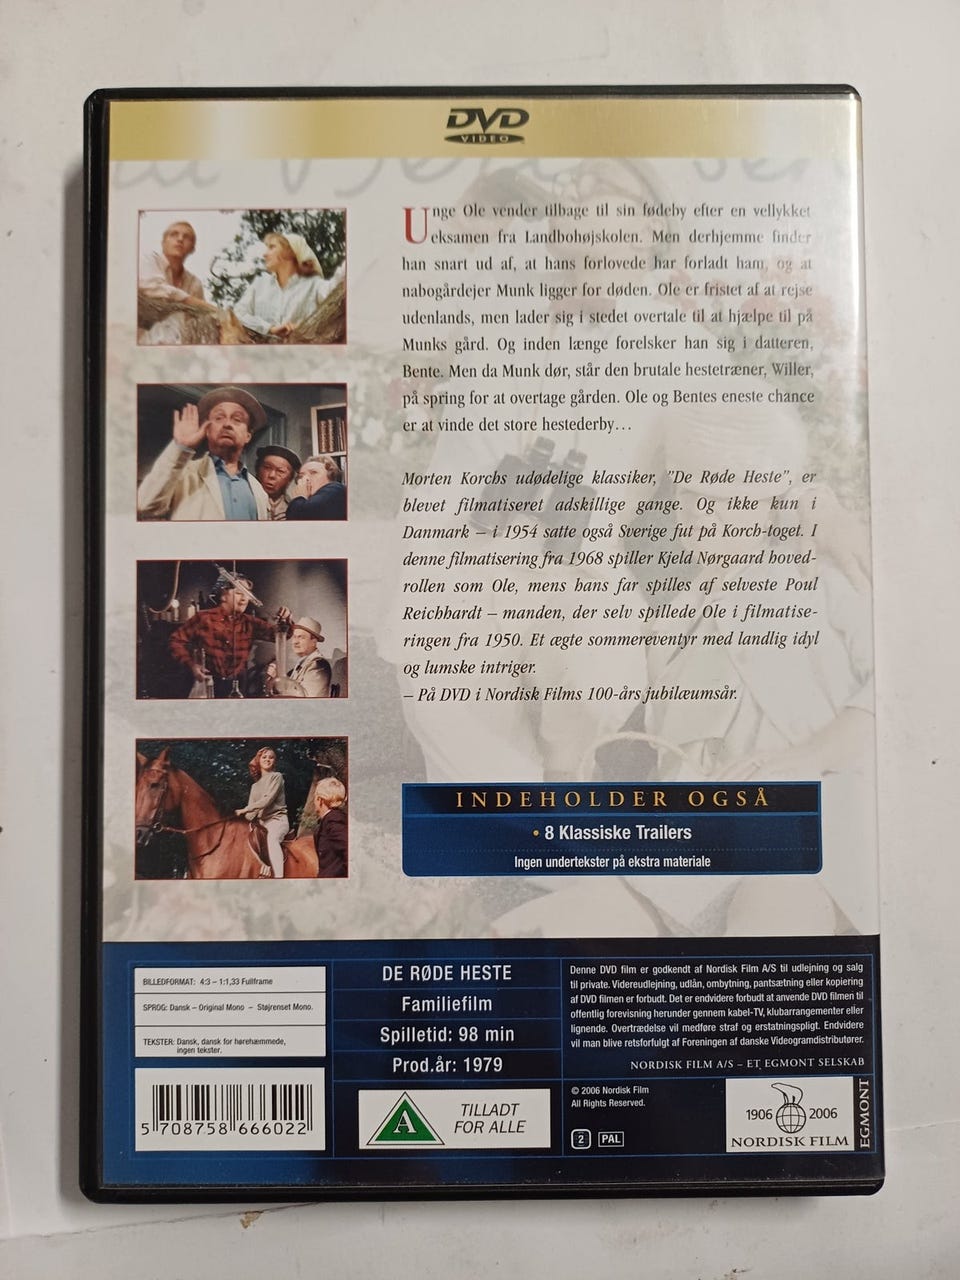 DVD
VIDEO
Unge Ole vender tilbage til sin fødeby efter en vellykket
eksamen fra Landbohøjskolen. Men derhjemme finder
han snart ud af, at hans forlovede har forladt ham, og at
nabogårdejer Munk ligger for døden. Ole er fristet af at rejse
udenlands, men lader sig i stedet overtale til at hjælpe til på
Munks gård. Og inden længe forelsker han sig i datteren,
Bente. Men da Munk dør, står den brutale hestetræner, Willer,
på spring for at overtage gården. Ole og Bentes eneste chance
er at vinde det store hestederby…
Morten Korchs udødelige klassiker, ”De Røde Heste”, er
blevet filmatiseret adskillige gange. Og ikke kun i
Danmark – i 1954 satte også Sverige fut på Korch-toget. I
denne filmatisering fra 1968 spiller Kjeld Nørgaard hoved-
rollen som Ole, mens hans far spilles af selveste Poul
Reichhardt – manden, der selv spillede Ole i filmatise-
ringen fra 1950. Et ægte sommereventyr med landlig idyl
og lumske intriger.
– På DVD i Nordisk Films 100-års jubilæumsår.
INDEHOLDER OGSÅ
• 8 Klassiske Trailers
Ingen undertekster på ekstra materiale
BILLEDFORMAT: 4:3 – 1:1,33 Fullframe
SPROG: Dansk – Original Mono – Støjrenset Mono.
TEKSTER: Dansk, dansk for hørehæmmede,
ingen tekster.
5 708758 666022
DE RØDE HESTE
Familiefilm
Spilletid: 98 min
Prod.år: 1979
A
TILLADT
FOR ALLE
Denne DVD film er godkendt af Nordisk Film A/S til udlejning og salg
til private. Videreudlejning, udlån, ombytning, pantsætning eller kopiering
af DVD filmen er forbudt. Det er endvidere forbudt at anvende DVD filmen til
offentlig forevisning herunder gennem kabel-TV, klubarrangementer eller
lignende. Overtrædelse vil medføre straf og erstatningspligt. Endvidere
vil man blive retsforfulgt af Foreningen af danske Videogramdistributører.
NORDISK FILM A/S – ET EGMONT SELSKAB
© 2006 Nordisk Film
All Rights Reserved.
2 PAL
1906 2006
NORDISK FILM
EGMONT